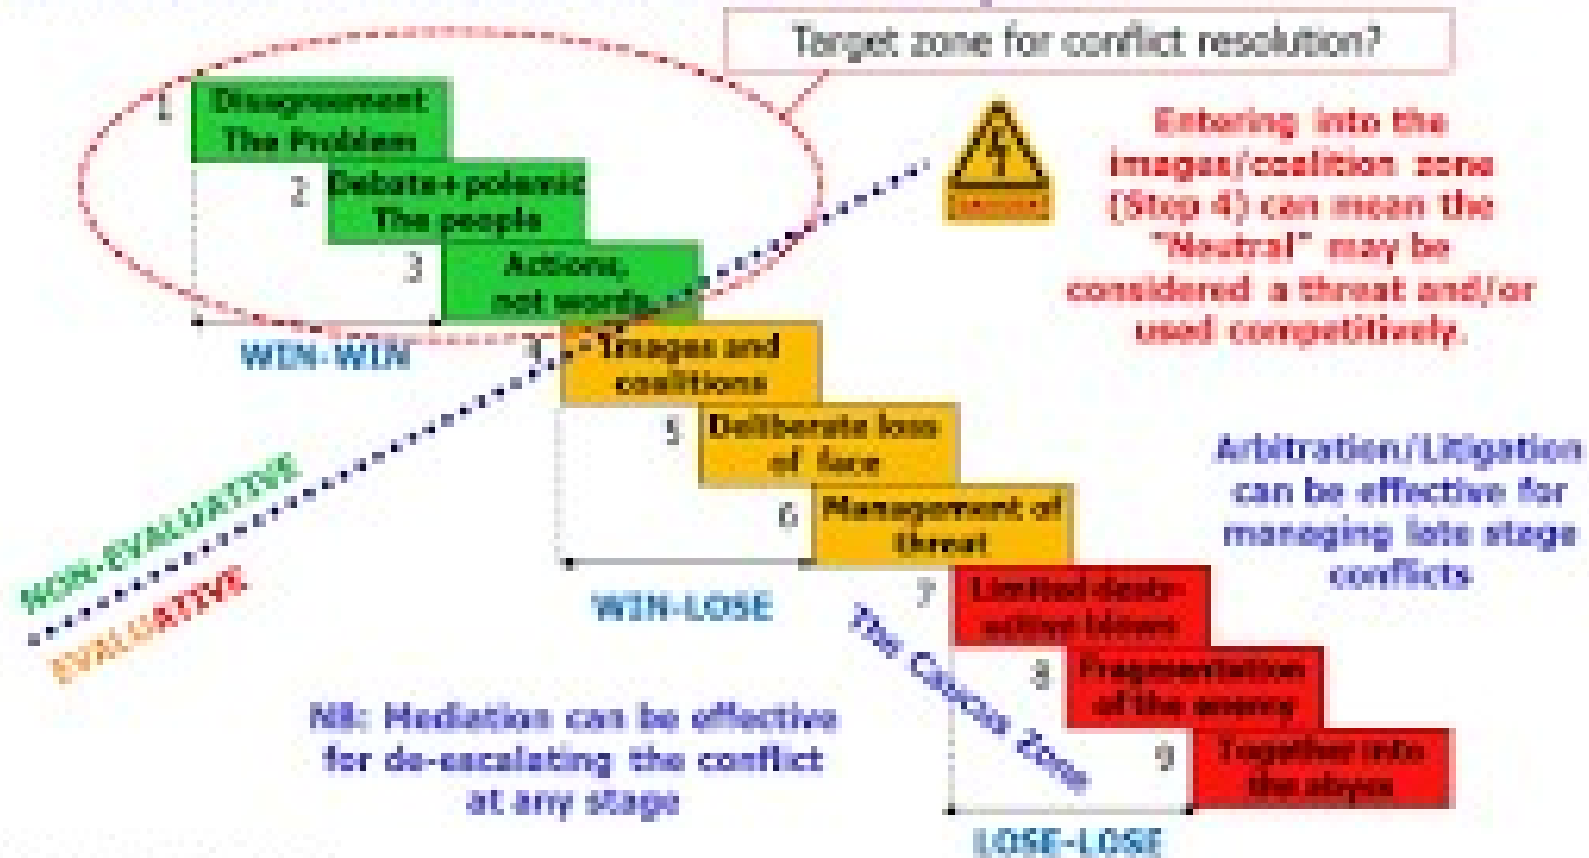 Target zone for conflict resolution?
1
Disagreement
The Problem
2
Debate+polemic
The people
3
Actions,
not words
WIN-WIN
Entering into the
images/coalition zone
(Step 4) can mean the
"Neutral" may be
considered a threat and/or
used competitively.
4
Images and
coalitions
5
Deliberate loss
of face
6
Management of
threat
WIN-LOSE
NON-EVALUATIVE
EVALUATIVE
Arbitration/Litigation
can be effective for
managing late stage
conflicts
7
Limited destr-
uctive blows
8
Fragmentation
of the enemy
9
Together into
the abyss
The Caucus Zone
LOSE-LOSE
NB: Mediation can be effective
for de-escalating the conflict
at any stage